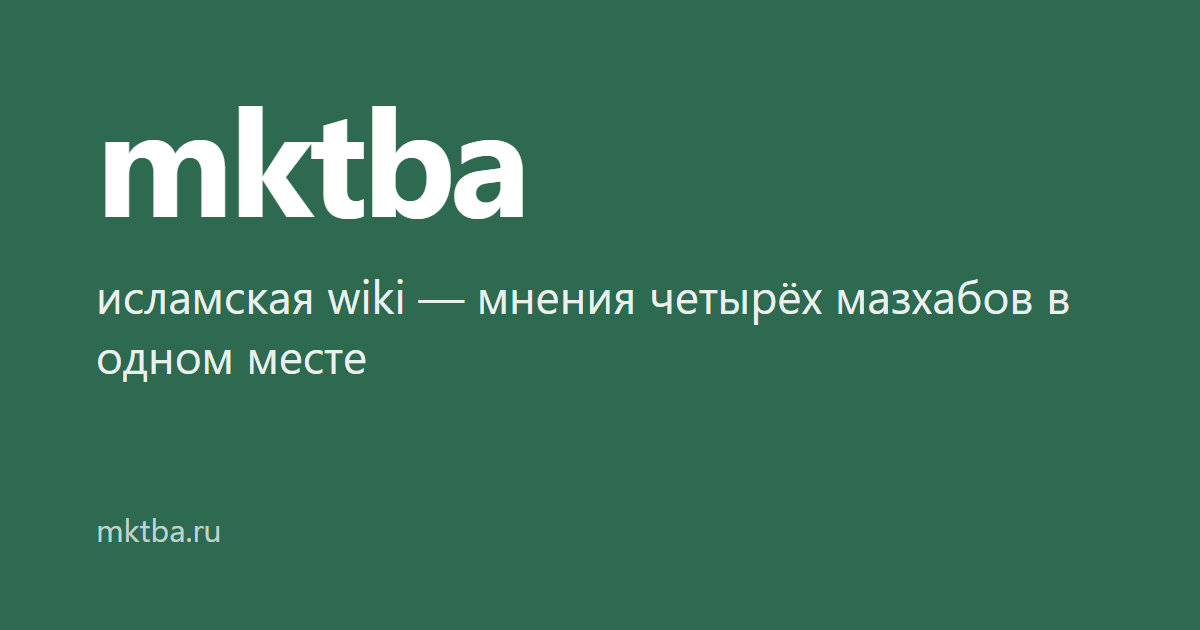 mktba
исламская wiki — мнения четырёх мазхабов в
одном месте
mktba.ru